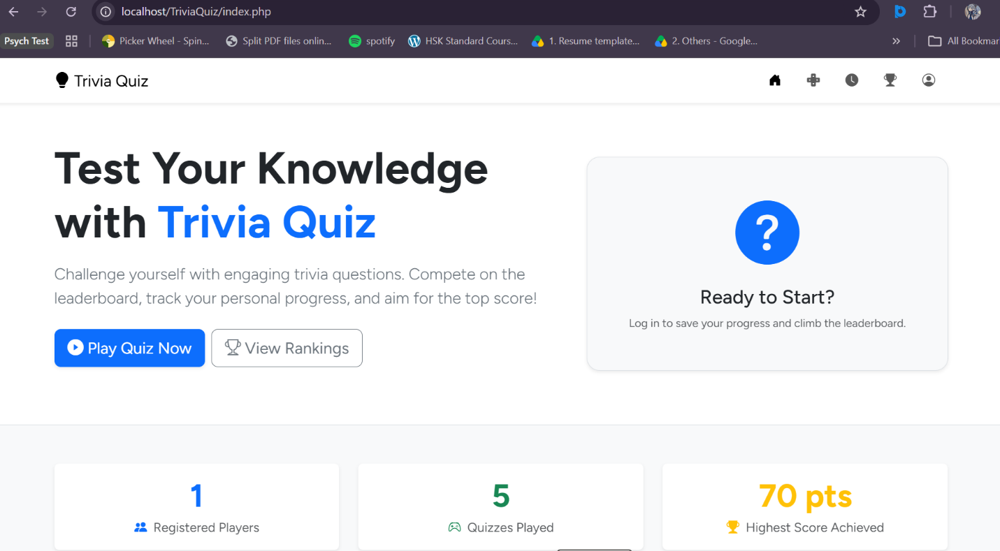 localhost/TriviaQuiz/index.php
Psych Test
Picker Wheel - Spin...
Split PDF files onlin...
spotify
HSK Standard Cours...
1. Resume template...
2. Others - Google...
All Bookmar
Trivia Quiz
Test Your Knowledge
with Trivia Quiz
Challenge yourself with engaging trivia questions. Compete on the
leaderboard, track your personal progress, and aim for the top score!
Play Quiz Now
View Rankings
?
Ready to Start?
Log in to save your progress and climb the leaderboard.
1
Registered Players
5
Quizzes Played
70 pts
Highest Score Achieved